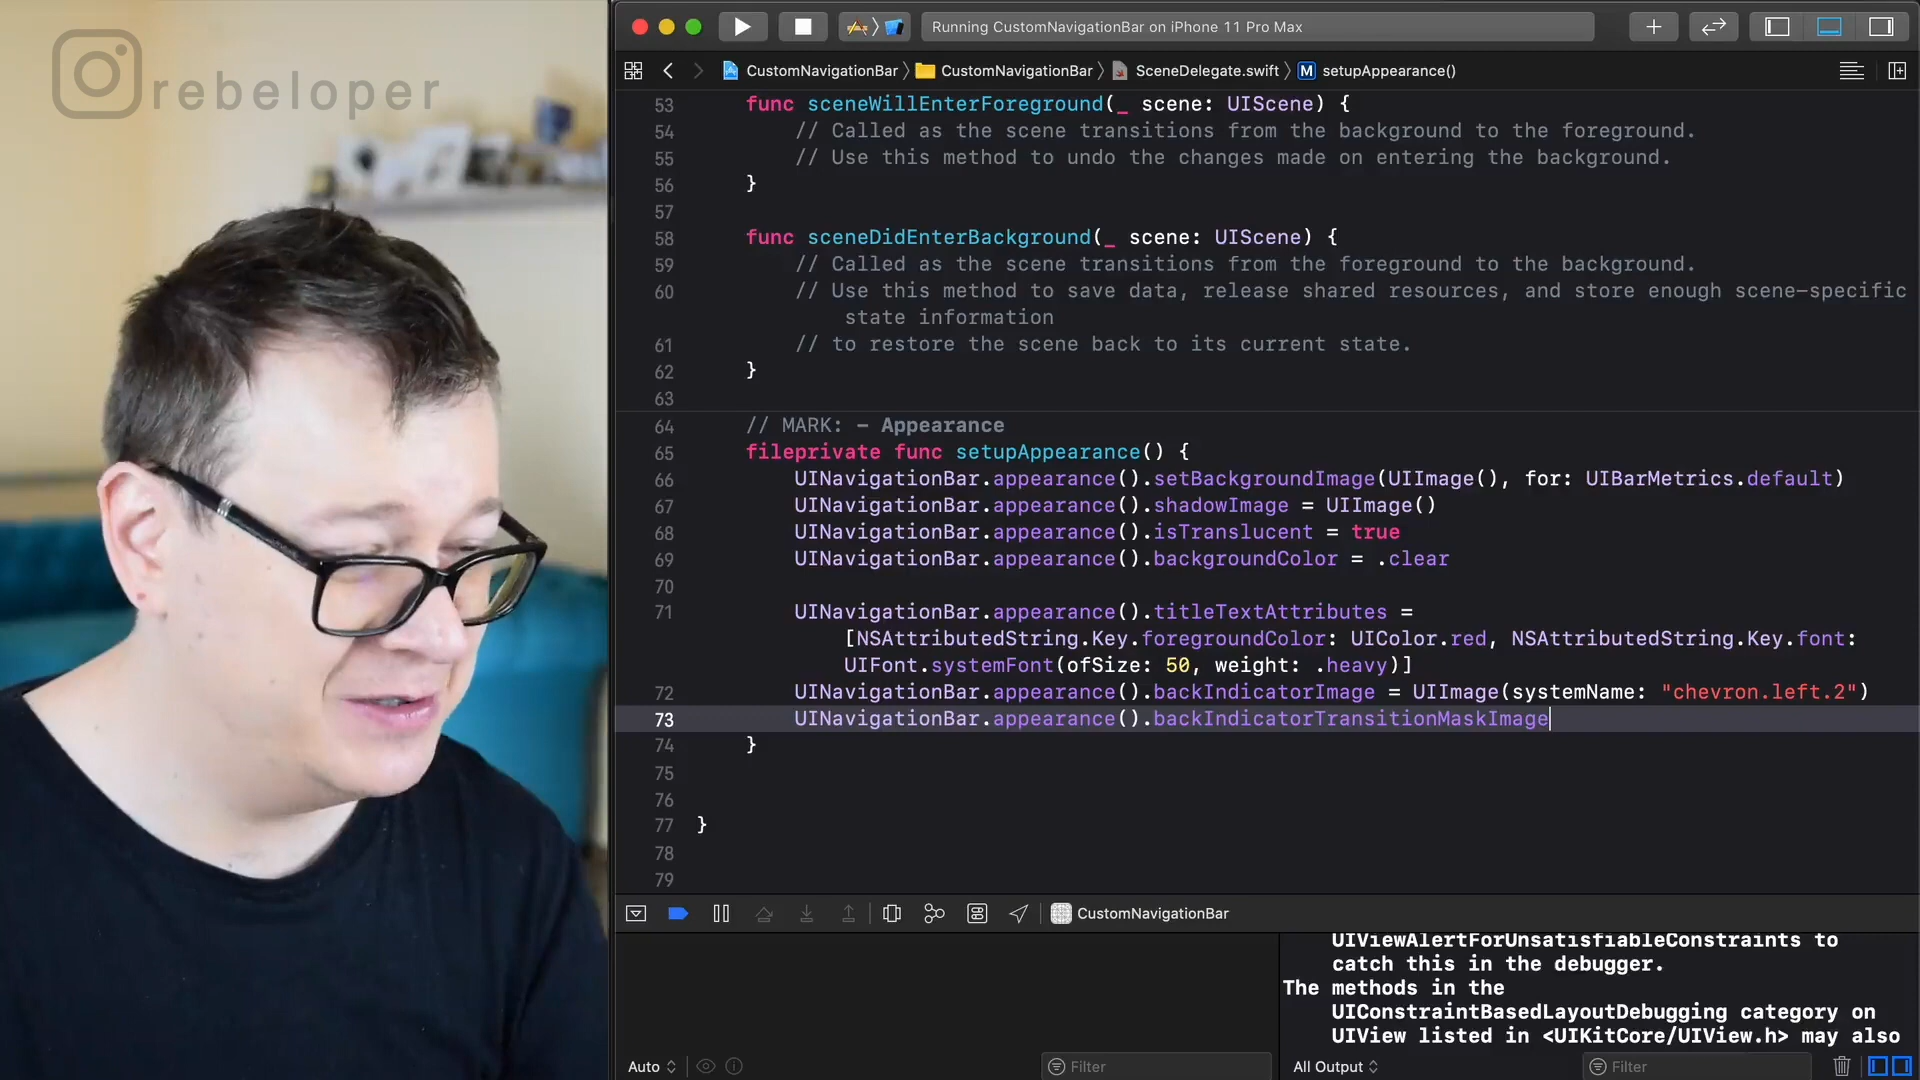 rebeloper
Running CustomNavigationBar on iPhone 11 Pro Max
CustomNavigationBar CustomNavigationBar SceneDelegate.swift M setupAppearance()
53 func sceneWillEnterForeground(_ scene: UIScene) {
54 // Called as the scene transitions from the background to the foreground.
55 // Use this method to undo the changes made on entering the background.
56 }
57
58 func sceneDidEnterBackground(_ scene: UIScene) {
59 // Called as the scene transitions from the foreground to the background.
60 // Use this method to save data, release shared resources, and store enough scene-specific
state information
61 // to restore the scene back to its current state.
62 }
63
64 // MARK: - Appearance
65 fileprivate func setupAppearance() {
66 UINavigationBar.appearance().setBackgroundImage(UIImage(), for: UIBarMetrics.default)
67 UINavigationBar.appearance().shadowImage = UIImage()
68 UINavigationBar.appearance().isTranslucent = true
69 UINavigationBar.appearance().backgroundColor = .clear
70
71 UINavigationBar.appearance().titleTextAttributes =
[NSAttributedString.Key.foregroundColor: UIColor.red, NSAttributedString.Key.font:
UIFont.systemFont(ofSize: 50, weight: .heavy)]
72 UINavigationBar.appearance().backIndicatorImage = UIImage(systemName: "chevron.left.2")
73 UINavigationBar.appearance().backIndicatorTransitionMaskImage
74 }
75
76
77 }
78
79
CustomNavigationBar
UIViewAlertForUnsatisfiableConstraints to
catch this in the debugger.
The methods in the
UIConstraintBasedLayoutDebugging category on
UIView listed in <UIKitCore/UIView.h> may also
Auto Filter All Output Filter